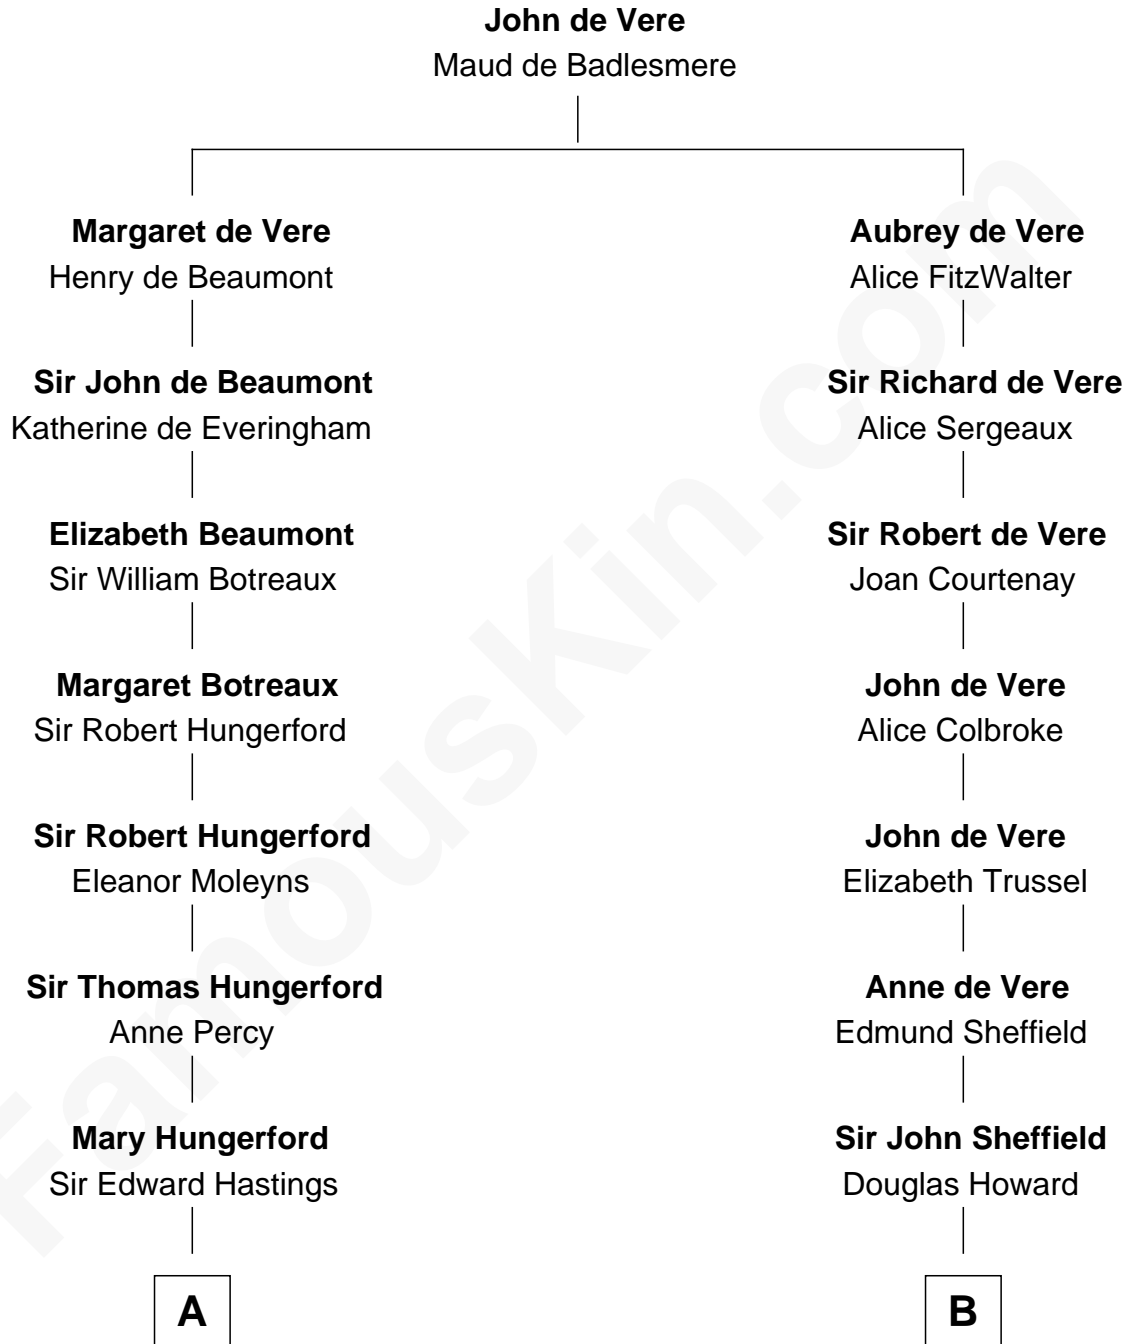 John de Vere
Maud de Badlesmere
Margaret de Vere
Henry de Beaumont
Aubrey de Vere
Alice FitzWalter
Sir John de Beaumont
Katherine de Everingham
Sir Richard de Vere
Alice Sergeaux
Elizabeth Beaumont
Sir William Botreaux
Sir Robert de Vere
Joan Courtenay
Margaret Botreaux
Sir Robert Hungerford
John de Vere
Alice Colbroke
Sir Robert Hungerford
Eleanor Moleyns
John de Vere
Elizabeth Trussel
Sir Thomas Hungerford
Anne Percy
Anne de Vere
Edmund Sheffield
Mary Hungerford
Sir Edward Hastings
Sir John Sheffield
Douglas Howard
A
B
FamousKin.com